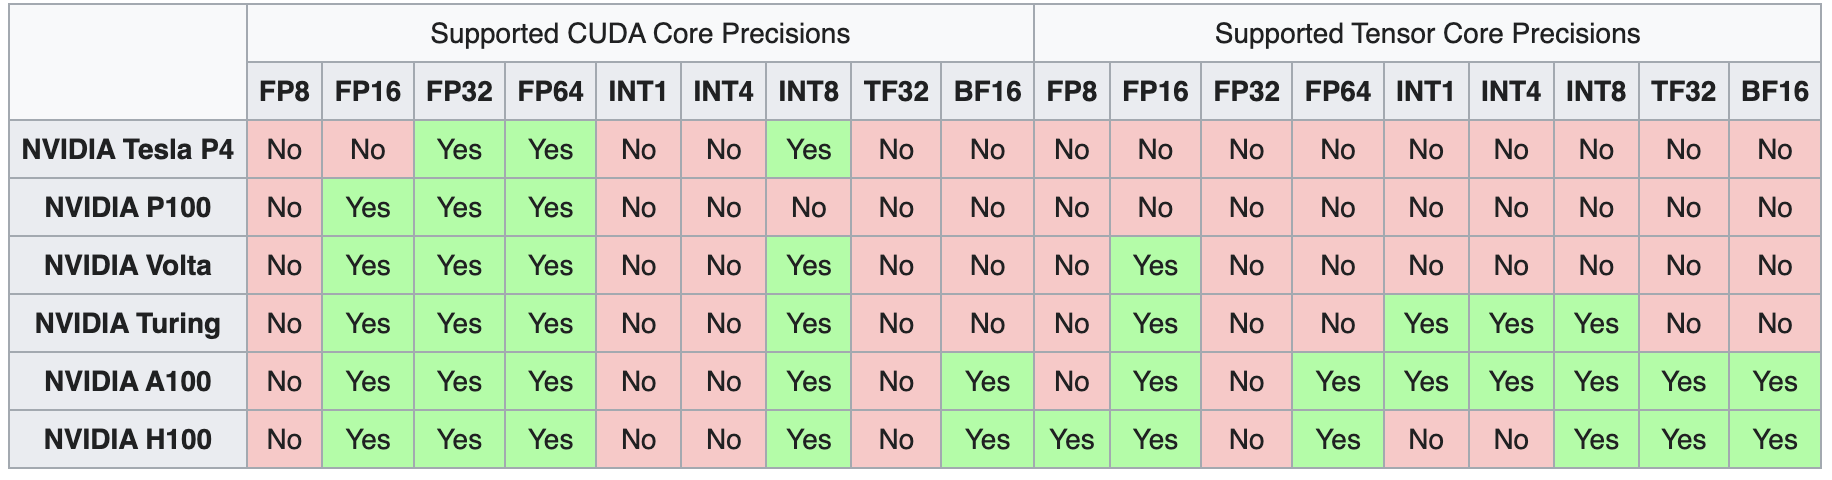 Supported CUDA Core Precisions Supported Tensor Core Precisions
FP8 FP16 FP32 FP64 INT1 INT4 INT8 TF32 BF16 FP8 FP16 FP32 FP64 INT1 INT4 INT8 TF32 BF16
NVIDIA Tesla P4 No No Yes Yes No No Yes No No No No No No No No No No No
NVIDIA P100 No Yes Yes Yes No No No No No No No No No No No No No No
NVIDIA Volta No Yes Yes Yes No No Yes No No No Yes No No No No No No No
NVIDIA Turing No Yes Yes Yes No No Yes No No No Yes No No Yes Yes Yes No No
NVIDIA A100 No Yes Yes Yes No No Yes No Yes No Yes No Yes Yes Yes Yes Yes Yes
NVIDIA H100 No Yes Yes Yes No No Yes No Yes Yes Yes No Yes No No Yes Yes Yes